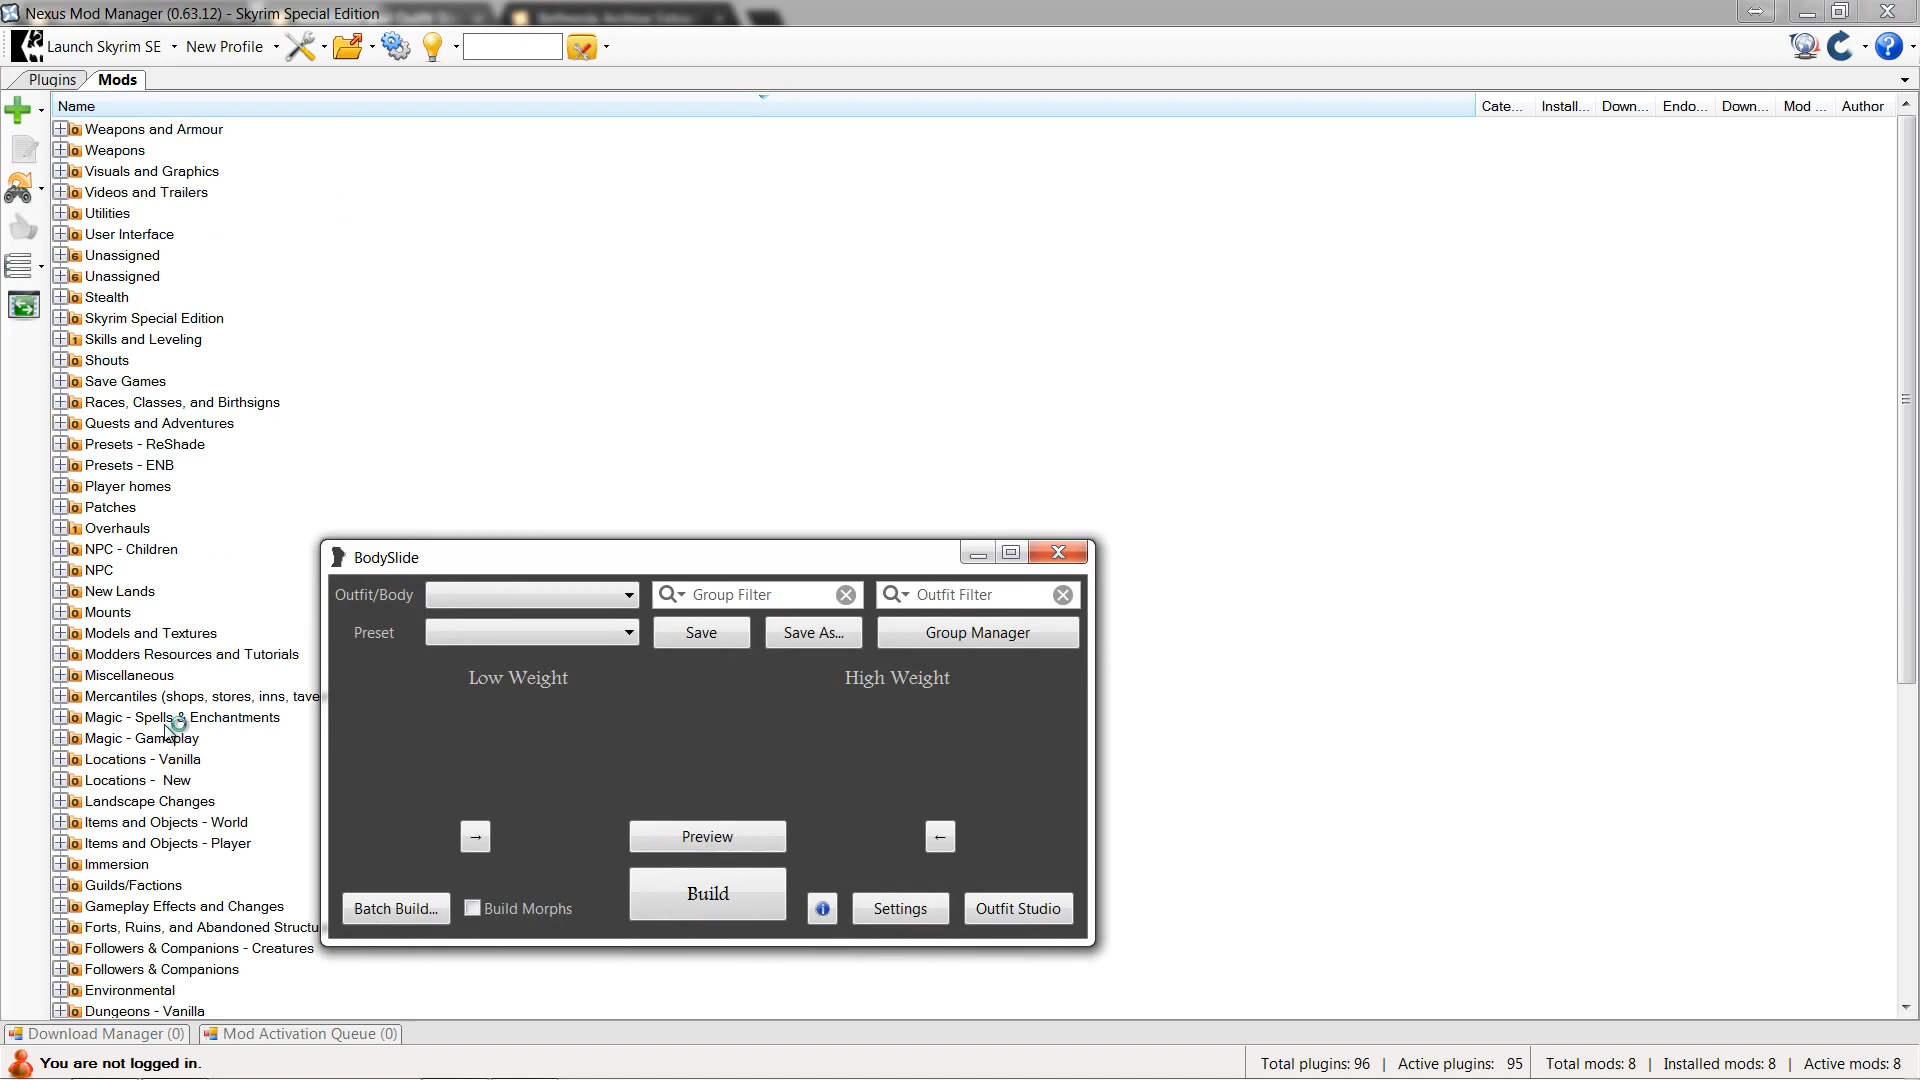 Nexus Mod Manager (0.63.12) - Skyrim Special Edition
Launch Skyrim SE New Profile
Plugins Mods
Name Cate... Install... Down... Endo... Down... Mod ... Author
Weapons and Armour
Weapons
Visuals and Graphics
Videos and Trailers
Utilities
User Interface
Unassigned
Unassigned
Stealth
Skyrim Special Edition
Skills and Leveling
Shouts
Save Games
Races, Classes, and Birthsigns
Quests and Adventures
Presets - ReShade
Presets - ENB
Player homes
Patches
Overhauls
NPC - Children
NPC
New Lands
Mounts
Models and Textures
Modders Resources and Tutorials
Miscellaneous
Mercantiles (shops, stores, inns, tave
Magic - Spells & Enchantments
Magic - Gameplay
Locations - Vanilla
Locations - New
Landscape Changes
Items and Objects - World
Items and Objects - Player
Immersion
Guilds/Factions
Gameplay Effects and Changes
Forts, Ruins, and Abandoned Structu
Followers & Companions - Creatures
Followers & Companions
Environmental
Dungeons - Vanilla
BodySlide
Outfit/Body Group Filter Outfit Filter
Preset Save Save As... Group Manager
Low Weight High Weight
→ Preview ←
Build
Batch Build... Build Morphs Settings Outfit Studio
Download Manager (0) Mod Activation Queue (0)
You are not logged in. Total plugins: 96 | Active plugins: 95 Total mods: 8 | Installed mods: 8 | Active mods: 8